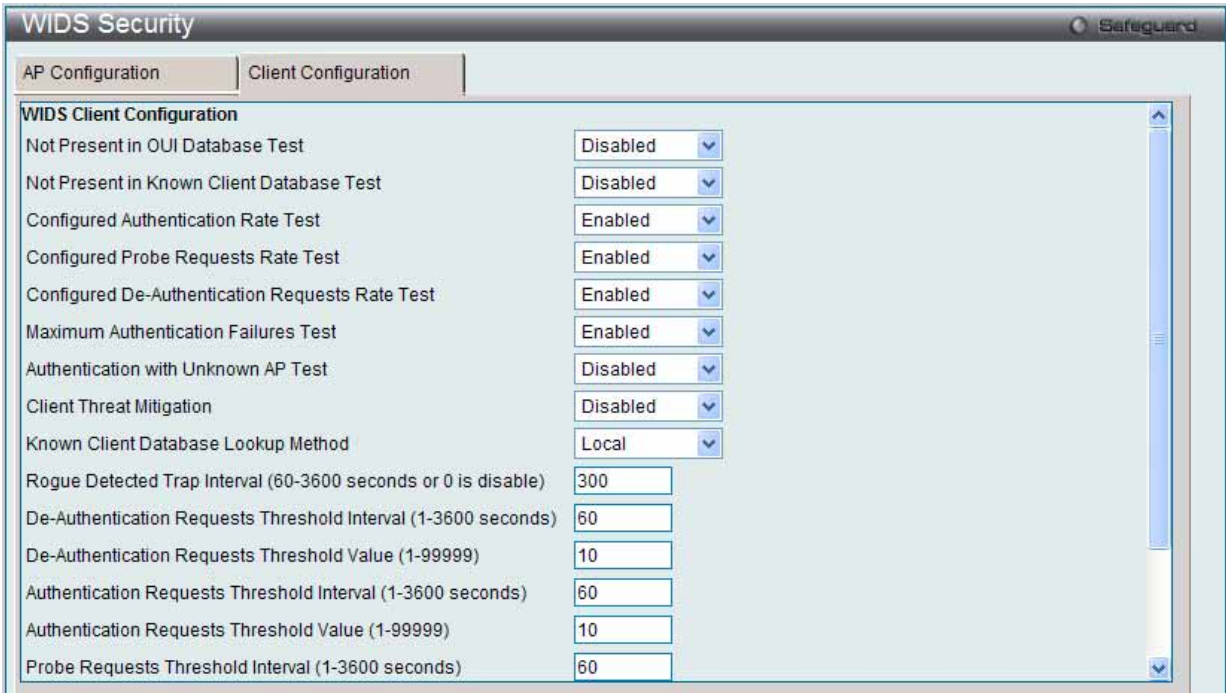 WIDS Security
Safeguard
AP Configuration
Client Configuration
WIDS Client Configuration
Not Present in OUI Database Test Disabled
Not Present in Known Client Database Test Disabled
Configured Authentication Rate Test Enabled
Configured Probe Requests Rate Test Enabled
Configured De-Authentication Requests Rate Test Enabled
Maximum Authentication Failures Test Enabled
Authentication with Unknown AP Test Disabled
Client Threat Mitigation Disabled
Known Client Database Lookup Method Local
Rogue Detected Trap Interval (60-3600 seconds or 0 is disable) 300
De-Authentication Requests Threshold Interval (1-3600 seconds) 60
De-Authentication Requests Threshold Value (1-99999) 10
Authentication Requests Threshold Interval (1-3600 seconds) 60
Authentication Requests Threshold Value (1-99999) 10
Probe Requests Threshold Interval (1-3600 seconds) 60